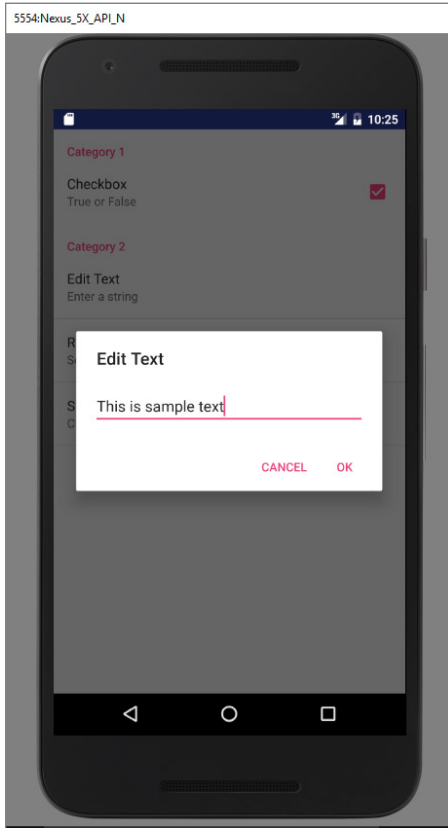 5554:Nexus_5X_API_N
3G 10:25
Category 1
Checkbox
True or False
Category 2
Edit Text
Enter a string
Edit Text
This is sample text
CANCEL OK